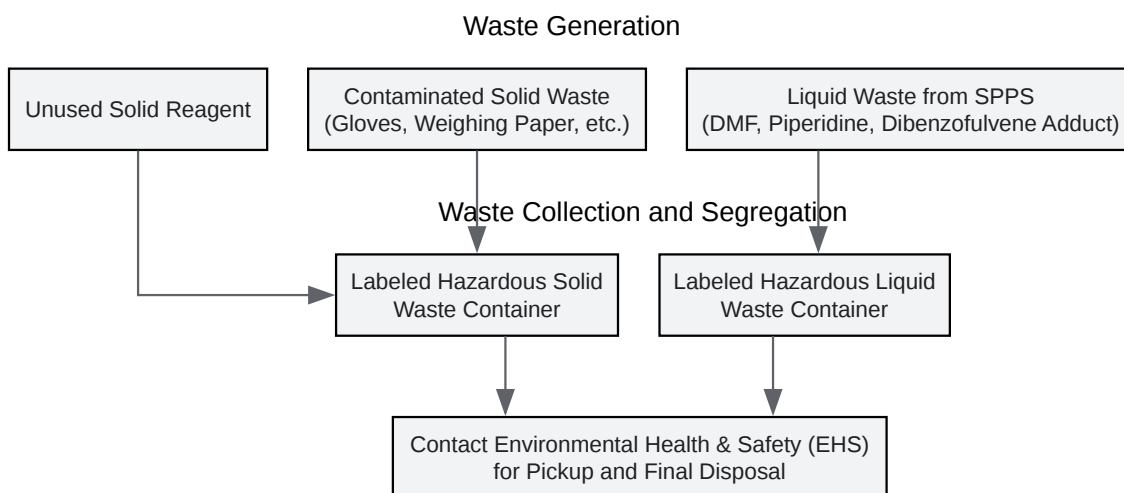 Waste Generation
Unused Solid Reagent
Contaminated Solid Waste
(Gloves, Weighing Paper, etc.)
Liquid Waste from SPPS
(DMF, Piperidine, Dibenzofulvene Adduct)
Waste Collection and Segregation
Labeled Hazardous Solid
Waste Container
Labeled Hazardous Liquid
Waste Container
Contact Environmental Health & Safety (EHS)
for Pickup and Final Disposal